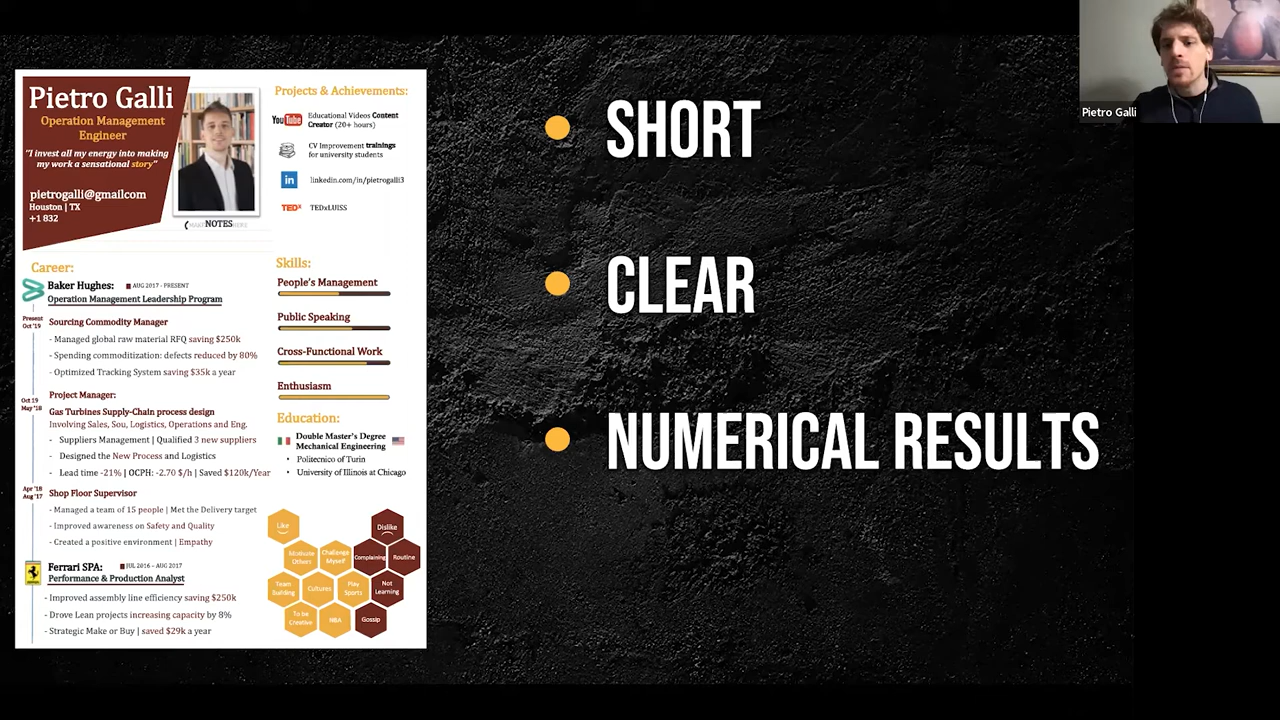 Pietro Galli
Operation Management
Engineer
"I invest all my energy into making
my work a sensational story"
pietrogalli@gmailcom
Houston | TX
+1 832
NOTES
Projects & Achievements:
YouTube
Educational Videos Content
Creator (20+ hours)
CV Improvement trainings
for university students
in
linkedin.com/in/pietrogalli3
TEDx
TEDxLUISS
Career:
Baker Hughes:
AUG 2017 - PRESENT
Operation Management Leadership Program
Present
Oct '19
Sourcing Commodity Manager
- Managed global raw material RFQ saving $250k
- Spending commoditization: defects reduced by 80%
- Optimized Tracking System saving $35k a year
Oct 19
May '18
Project Manager:
Gas Turbines Supply-Chain process design
Involving Sales, Sou, Logistics, Operations and Eng.
- Suppliers Management | Qualified 3 new suppliers
- Designed the New Process and Logistics
- Lead time -21% | OCPH: -2.70 $/h | Saved $120k/Year
Apr '18
Aug '17
Shop Floor Supervisor
- Managed a team of 15 people | Met the Delivery target
- Improved awareness on Safety and Quality
- Created a positive environment | Empathy
Ferrari SPA:
JUL 2016 – AUG 2017
Performance & Production Analyst
- Improved assembly line efficiency saving $250k
- Drove Lean projects increasing capacity by 8%
- Strategic Make or Buy | saved $29k a year
Skills:
People's Management
Public Speaking
Cross-Functional Work
Enthusiasm
Education:
Double Master's Degree
Mechanical Engineering
• Politecnico of Turin
• University of Illinois at Chicago
Like
Dislike
Motivate
Others
Challenge
Myself
Complaining
Routine
Team
Building
Cultures
Play
Sports
Not
Learning
To be
Creative
NBA
Gossip
SHORT
CLEAR
NUMERICAL RESULTS
Pietro Galli